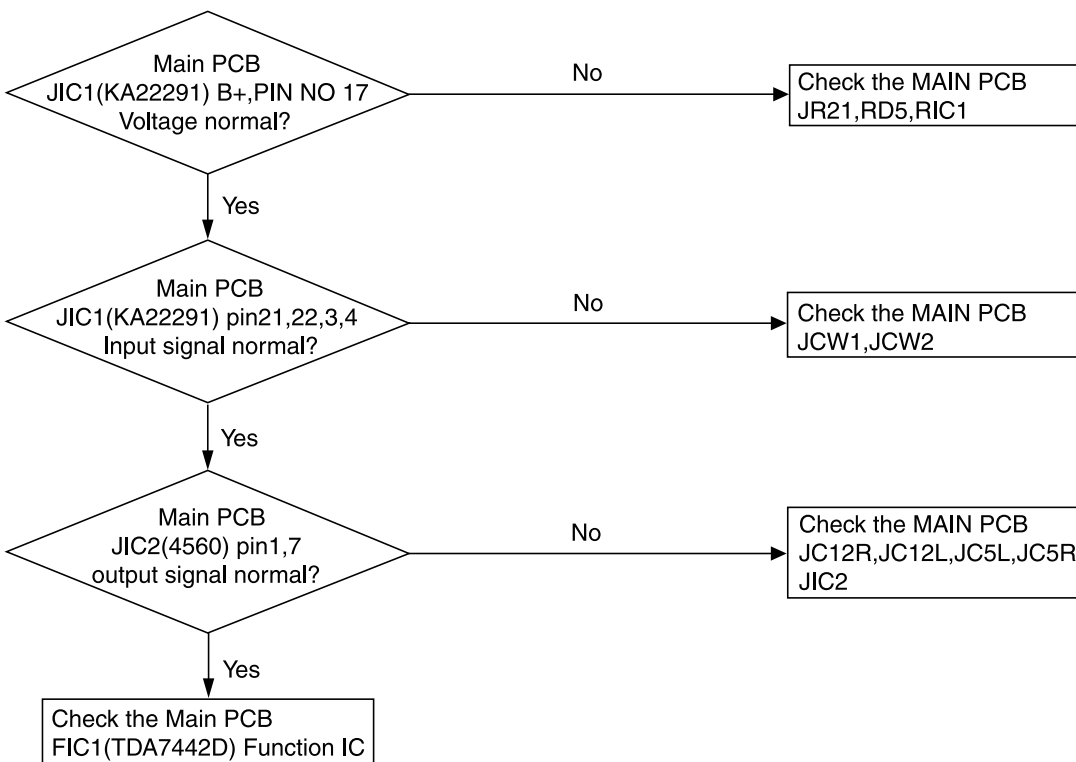 Main PCB
JIC1(KA22291) B+,PIN NO 17
Voltage normal?
No
Check the MAIN PCB
JR21,RD5,RIC1
Yes
Main PCB
JIC1(KA22291) pin21,22,3,4
Input signal normal?
No
Check the MAIN PCB
JCW1,JCW2
Yes
Main PCB
JIC2(4560) pin1,7
output signal normal?
No
Check the MAIN PCB
JC12R,JC12L,JC5L,JC5R
JIC2
Yes
Check the Main PCB
FIC1(TDA7442D) Function IC